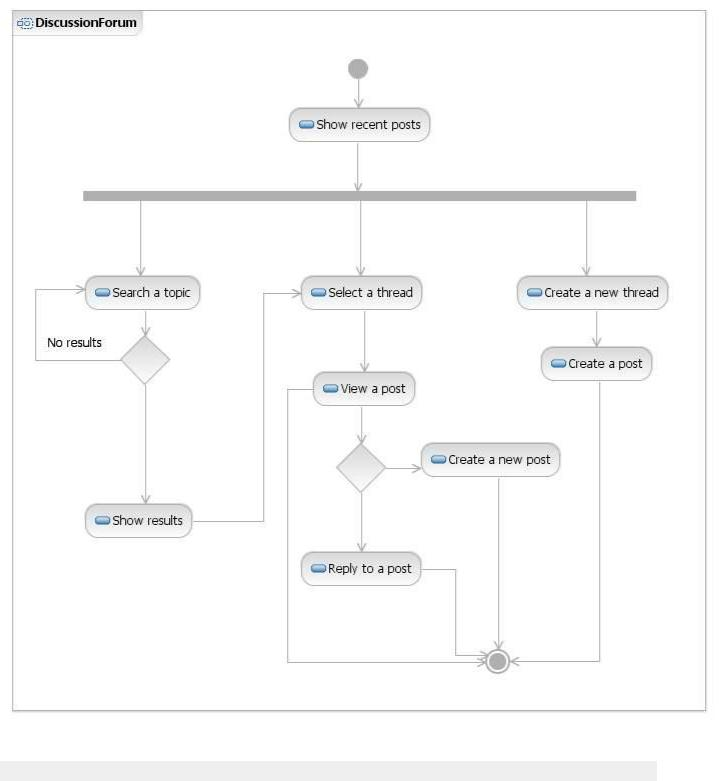 DiscussionForum
Show recent posts
Search a topic
Select a thread
Create a new thread
No results
Create a post
View a post
Create a new post
Show results
Reply to a post